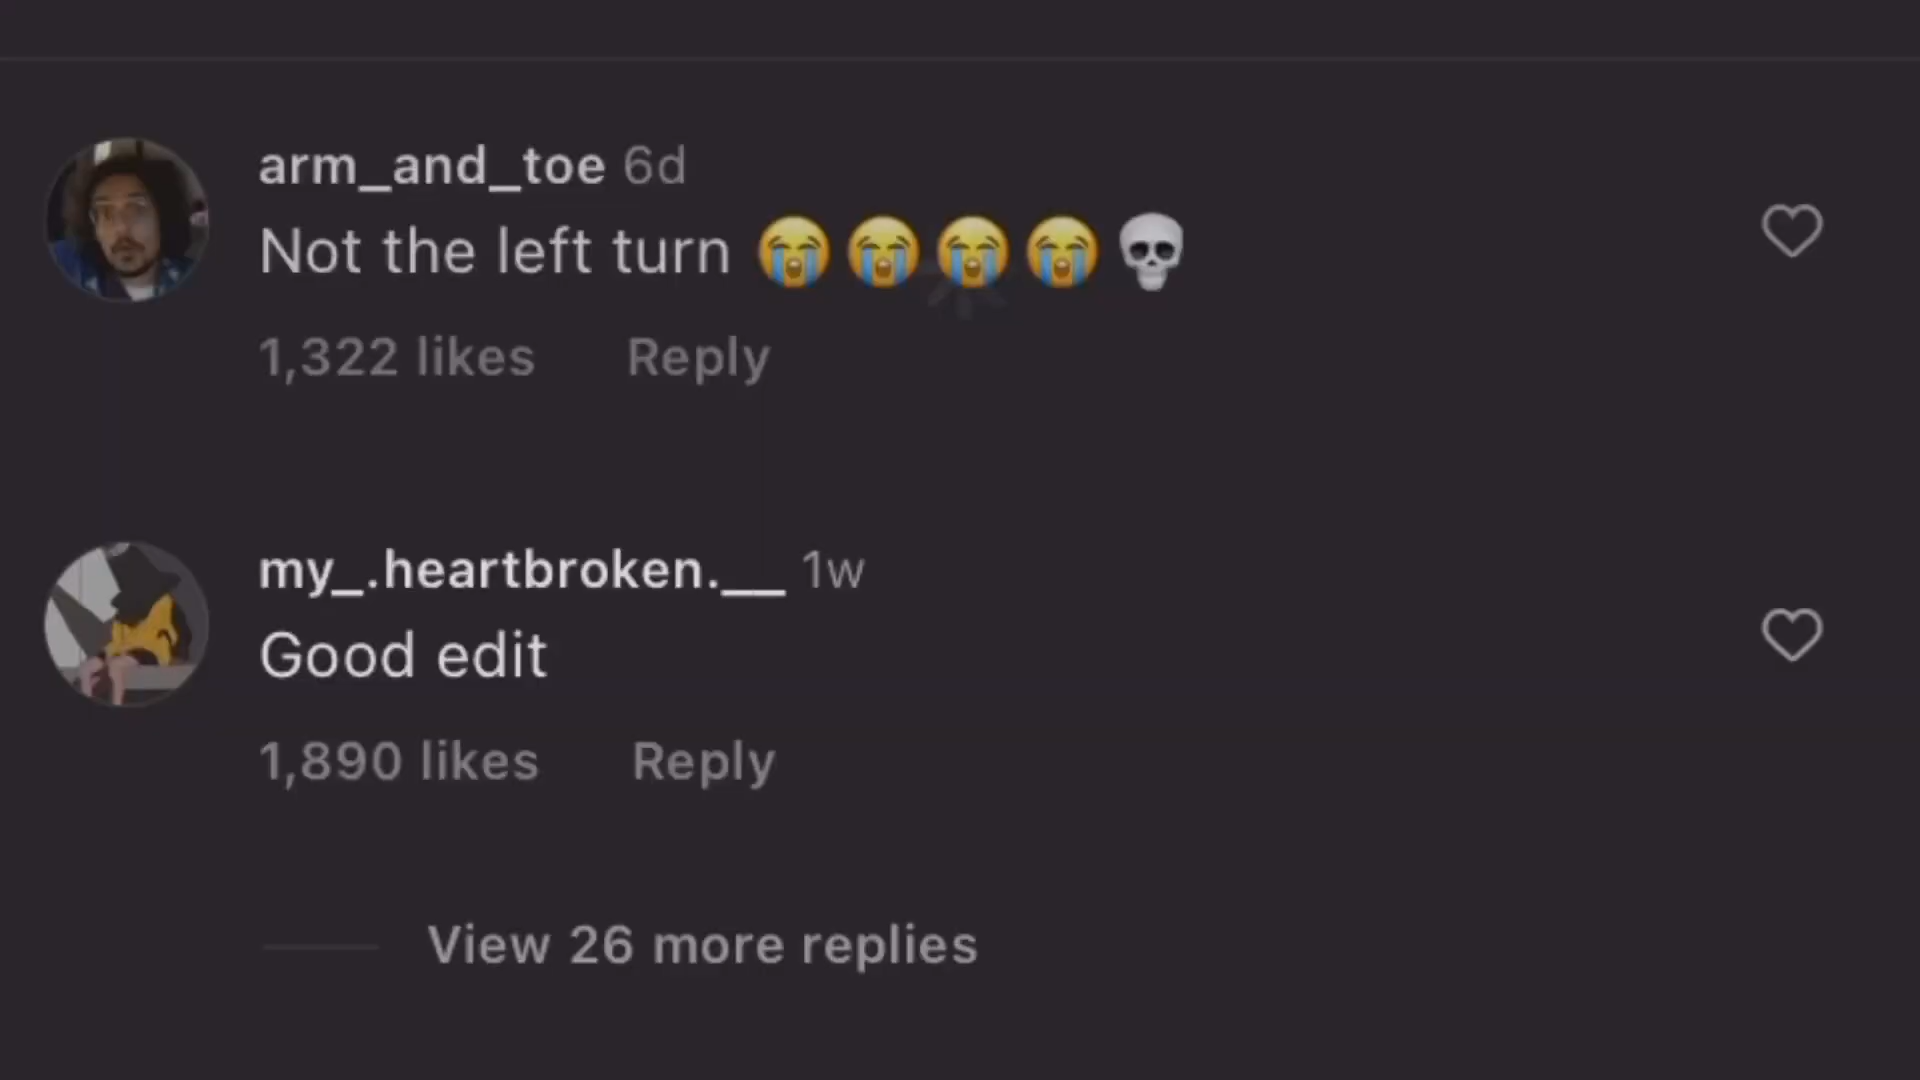 arm_and_toe 6d
Not the left turn 😭😭😭😭💀
1,322 likes Reply
my_.heartbroken.__ 1w
Good edit
1,890 likes Reply
View 26 more replies